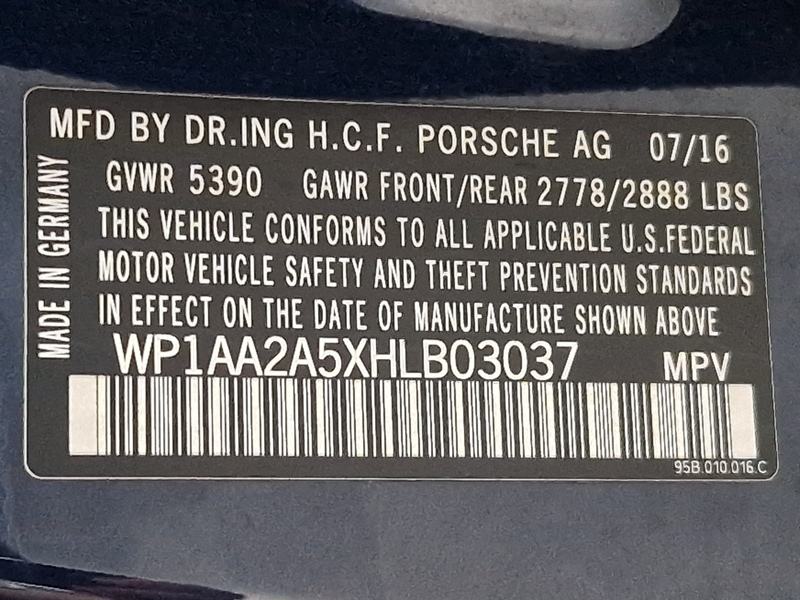 MFD BY DR.ING H.C.F. PORSCHE AG 07/16
GVWR 5390 GAWR FRONT/REAR 2778/2888 LBS
THIS VEHICLE CONFORMS TO ALL APPLICABLE U.S.FEDERAL
MOTOR VEHICLE SAFETY AND THEFT PREVENTION STANDARDS
IN EFFECT ON THE DATE OF MANUFACTURE SHOWN ABOVE
WP1AA2A5XHLB03037 MPV
95B.010.016.C
MADE IN GERMANY